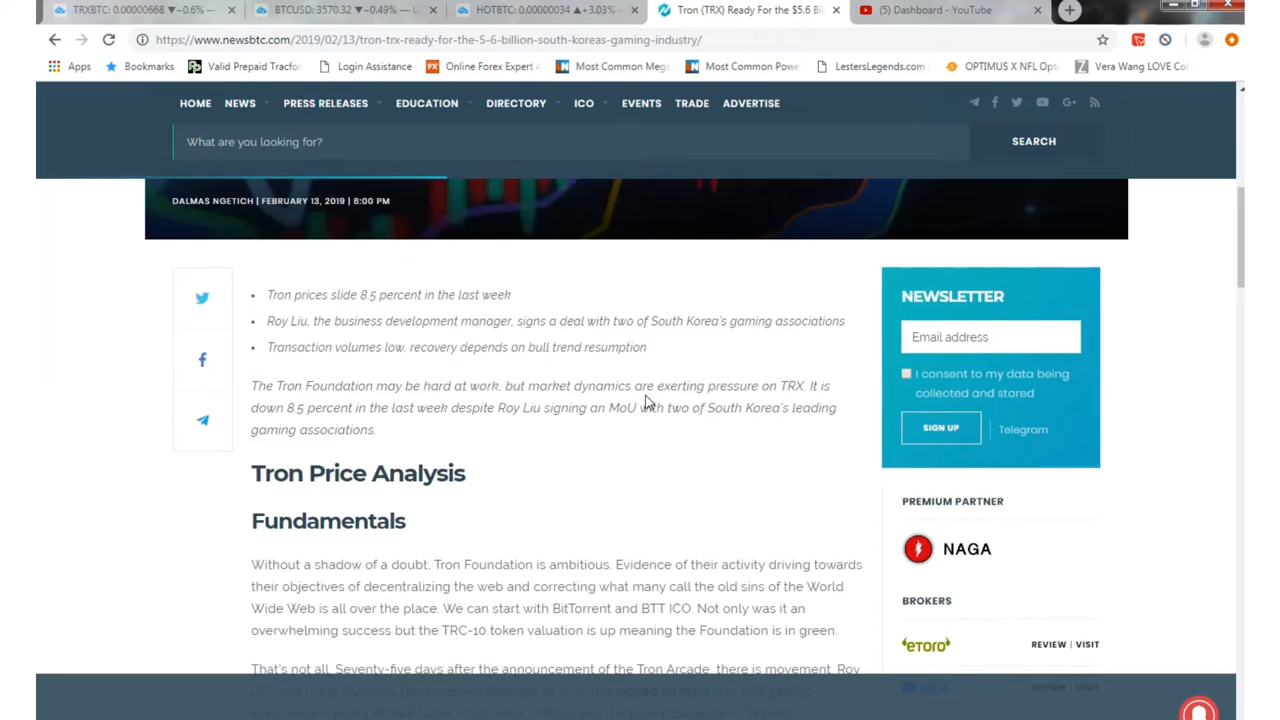 TRXBTC: 0.00000668 ▼−0.6%
BTCUSD: 3570.32 ▼−0.49% — U
HOTBTC: 0.00000034 ▲+3.03%
Tron (TRX) Ready For the $5.6 Bi
(5) Dashboard - YouTube
https://www.newsbtc.com/2019/02/13/tron-trx-ready-for-the-5-6-billion-south-koreas-gaming-industry/
Apps
Bookmarks
Valid Prepaid Tracfor
Login Assistance
Online Forex Expert A
Most Common Mega
Most Common Powe
LestersLegends.com
OPTIMUS X NFL Opti
Vera Wang LOVE Co
HOME NEWS PRESS RELEASES EDUCATION DIRECTORY ICO EVENTS TRADE ADVERTISE
What are you looking for?
SEARCH
DALMAS NGETICH | FEBRUARY 13, 2019 | 6:00 PM
• Tron prices slide 8.5 percent in the last week
• Roy Liu, the business development manager, signs a deal with two of South Korea's gaming associations
• Transaction volumes low, recovery depends on bull trend resumption
The Tron Foundation may be hard at work, but market dynamics are exerting pressure on TRX. It is
down 8.5 percent in the last week despite Roy Liu signing an MoU with two of South Korea's leading
gaming associations.
Tron Price Analysis
Fundamentals
Without a shadow of a doubt, Tron Foundation is ambitious. Evidence of their activity driving towards
their objectives of decentralizing the web and correcting what many call the old sins of the World
Wide Web is all over the place. We can start with BitTorrent and BTT ICO. Not only was it an
overwhelming success but the TRC-10 token valuation is up meaning the Foundation is in green.
That's not all. Seventy-five days after the announcement of the Tron Arcade, there is movement. Roy
NEWSLETTER
Email address
I consent to my data being
collected and stored
SIGN UP
Telegram
PREMIUM PARTNER
NAGA
BROKERS
eToro
REVIEW | VISIT
REVIEW | VISIT